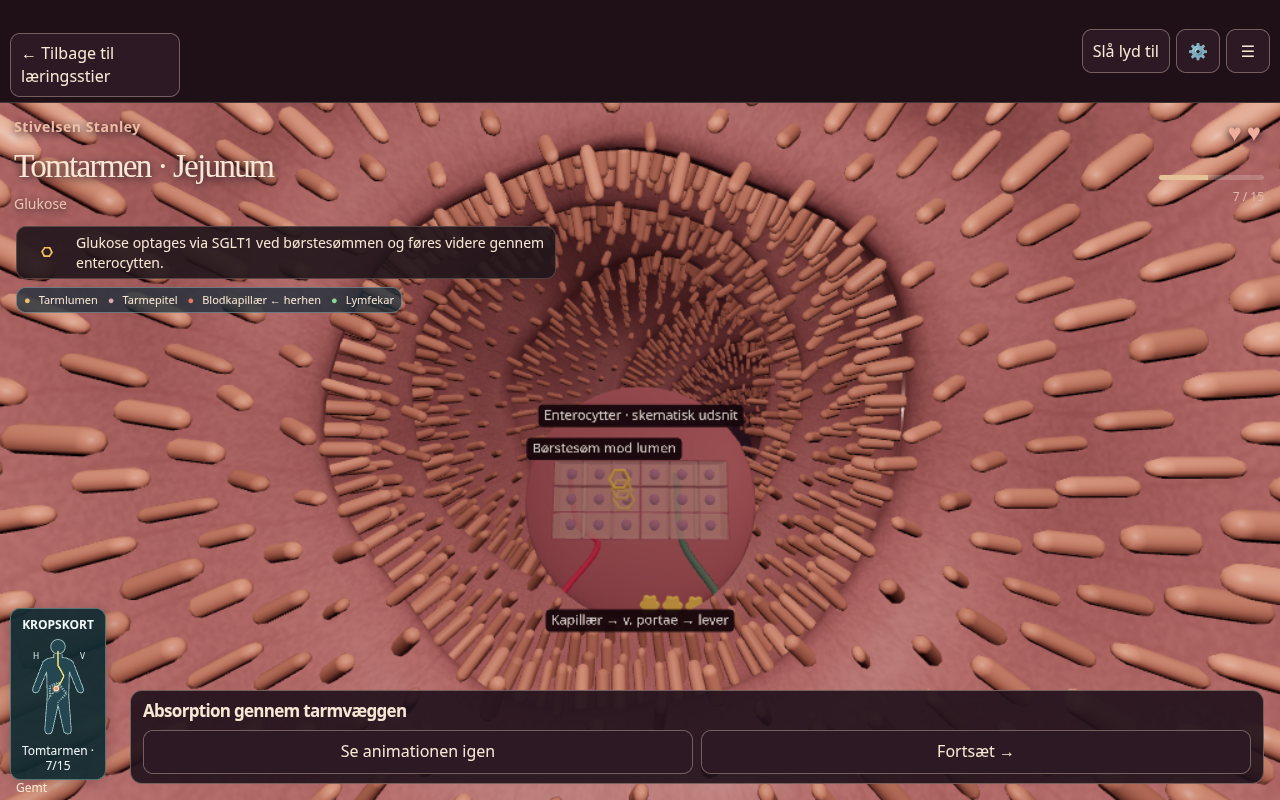 ← Tilbage til
læringsstier
Slå lyd til
Stivelsen Stanley
Tomtarmen · Jejunum
Glukose
7 / 15
Glukose optages via SGLT1 ved børstesømmen og føres videre gennem
enterocytten.
Tarmlumen Tarmepitel Blodkapillær ← herhen Lymfekar
Enterocytter · skematisk udsnit
Børstesøm mod lumen
Kapillær → v. portae → lever
KROPSKORT
H V
Tomtarmen ·
7/15
Gemt
Absorption gennem tarmvæggen
Se animationen igen
Fortsæt →